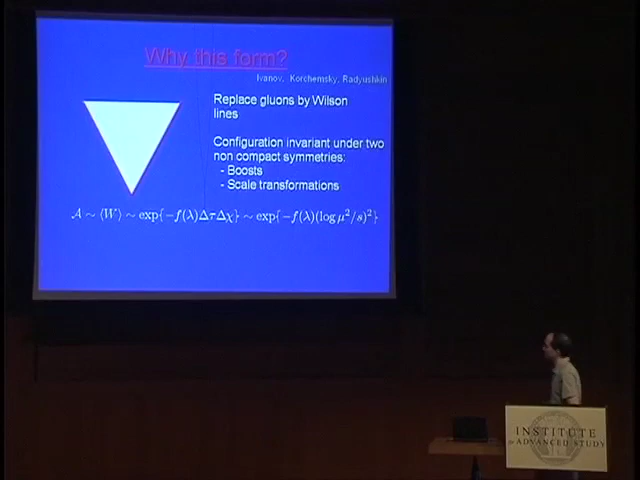 Why this form?
Ivanov, Korchemsky, Radyushkin
Replace gluons by Wilson
lines
Configuration invariant under two
non compact symmetries:
- Boosts
- Scale transformations
𝒜 ∼ ⟨W⟩ ∼ exp{−f(λ)ΔτΔχ} ∼ exp{−f(λ)(log μ²/s)²}
INSTITUTE
for ADVANCED STUDY